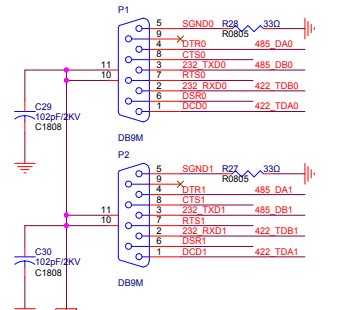 P1
5 SGND0 R28 33Ω
9 R0805
4 DTR0 485_DA0
8 CTS0
11 3 232_TXD0 485_DB0
10 7 RTS0
2 232_RXD0 422_TDB0
6 DSR0
1 DCD0 422_TDA0
C29
102pF/2KV
C1808
DB9M
P2
5 SGND1 R27 33Ω
9 R0805
4 DTR1 485_DA1
8 CTS1
11 3 232_TXD1 485_DB1
10 7 RTS1
2 232_RXD1 422_TDB1
6 DSR1
1 DCD1 422_TDA1
C30
102pF/2KV
C1808
DB9M